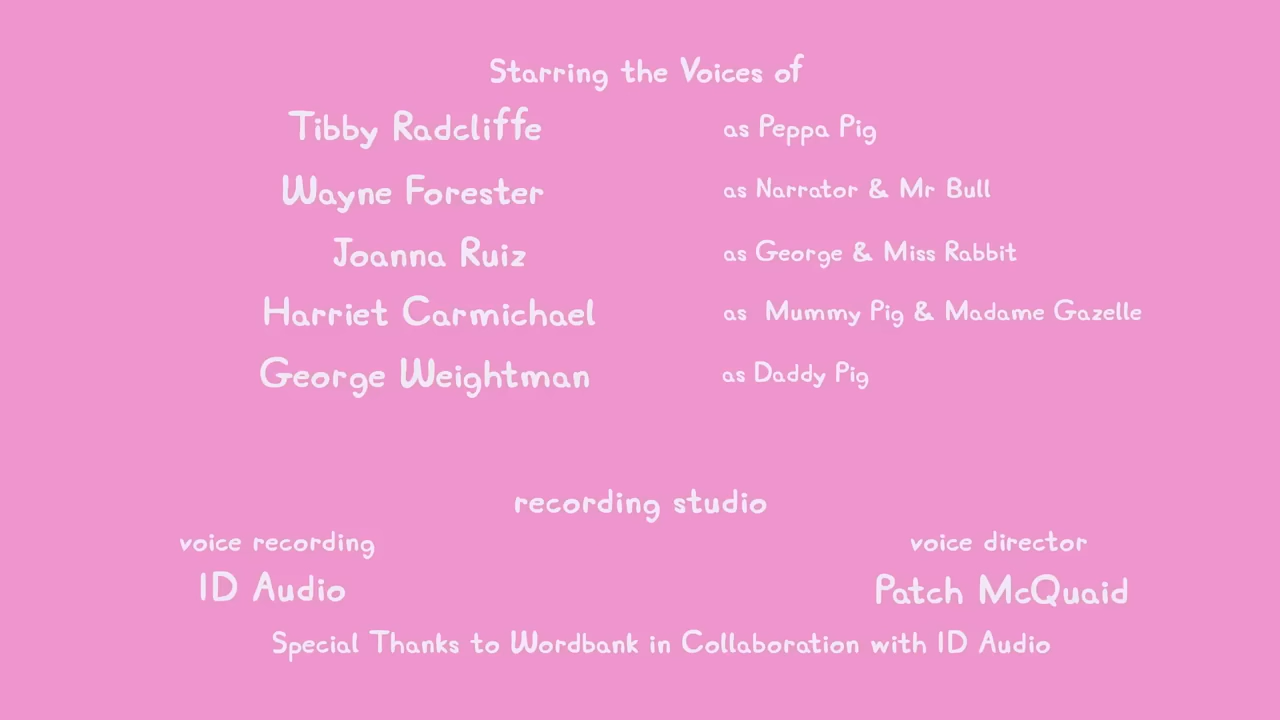 Starring the Voices of
Tibby Radcliffe as Peppa Pig
Wayne Forester as Narrator & Mr Bull
Joanna Ruiz as George & Miss Rabbit
Harriet Carmichael as Mummy Pig & Madame Gazelle
George Weightman as Daddy Pig
recording studio
voice recording voice director
ID Audio Patch McQuaid
Special Thanks to Wordbank in Collaboration with ID Audio